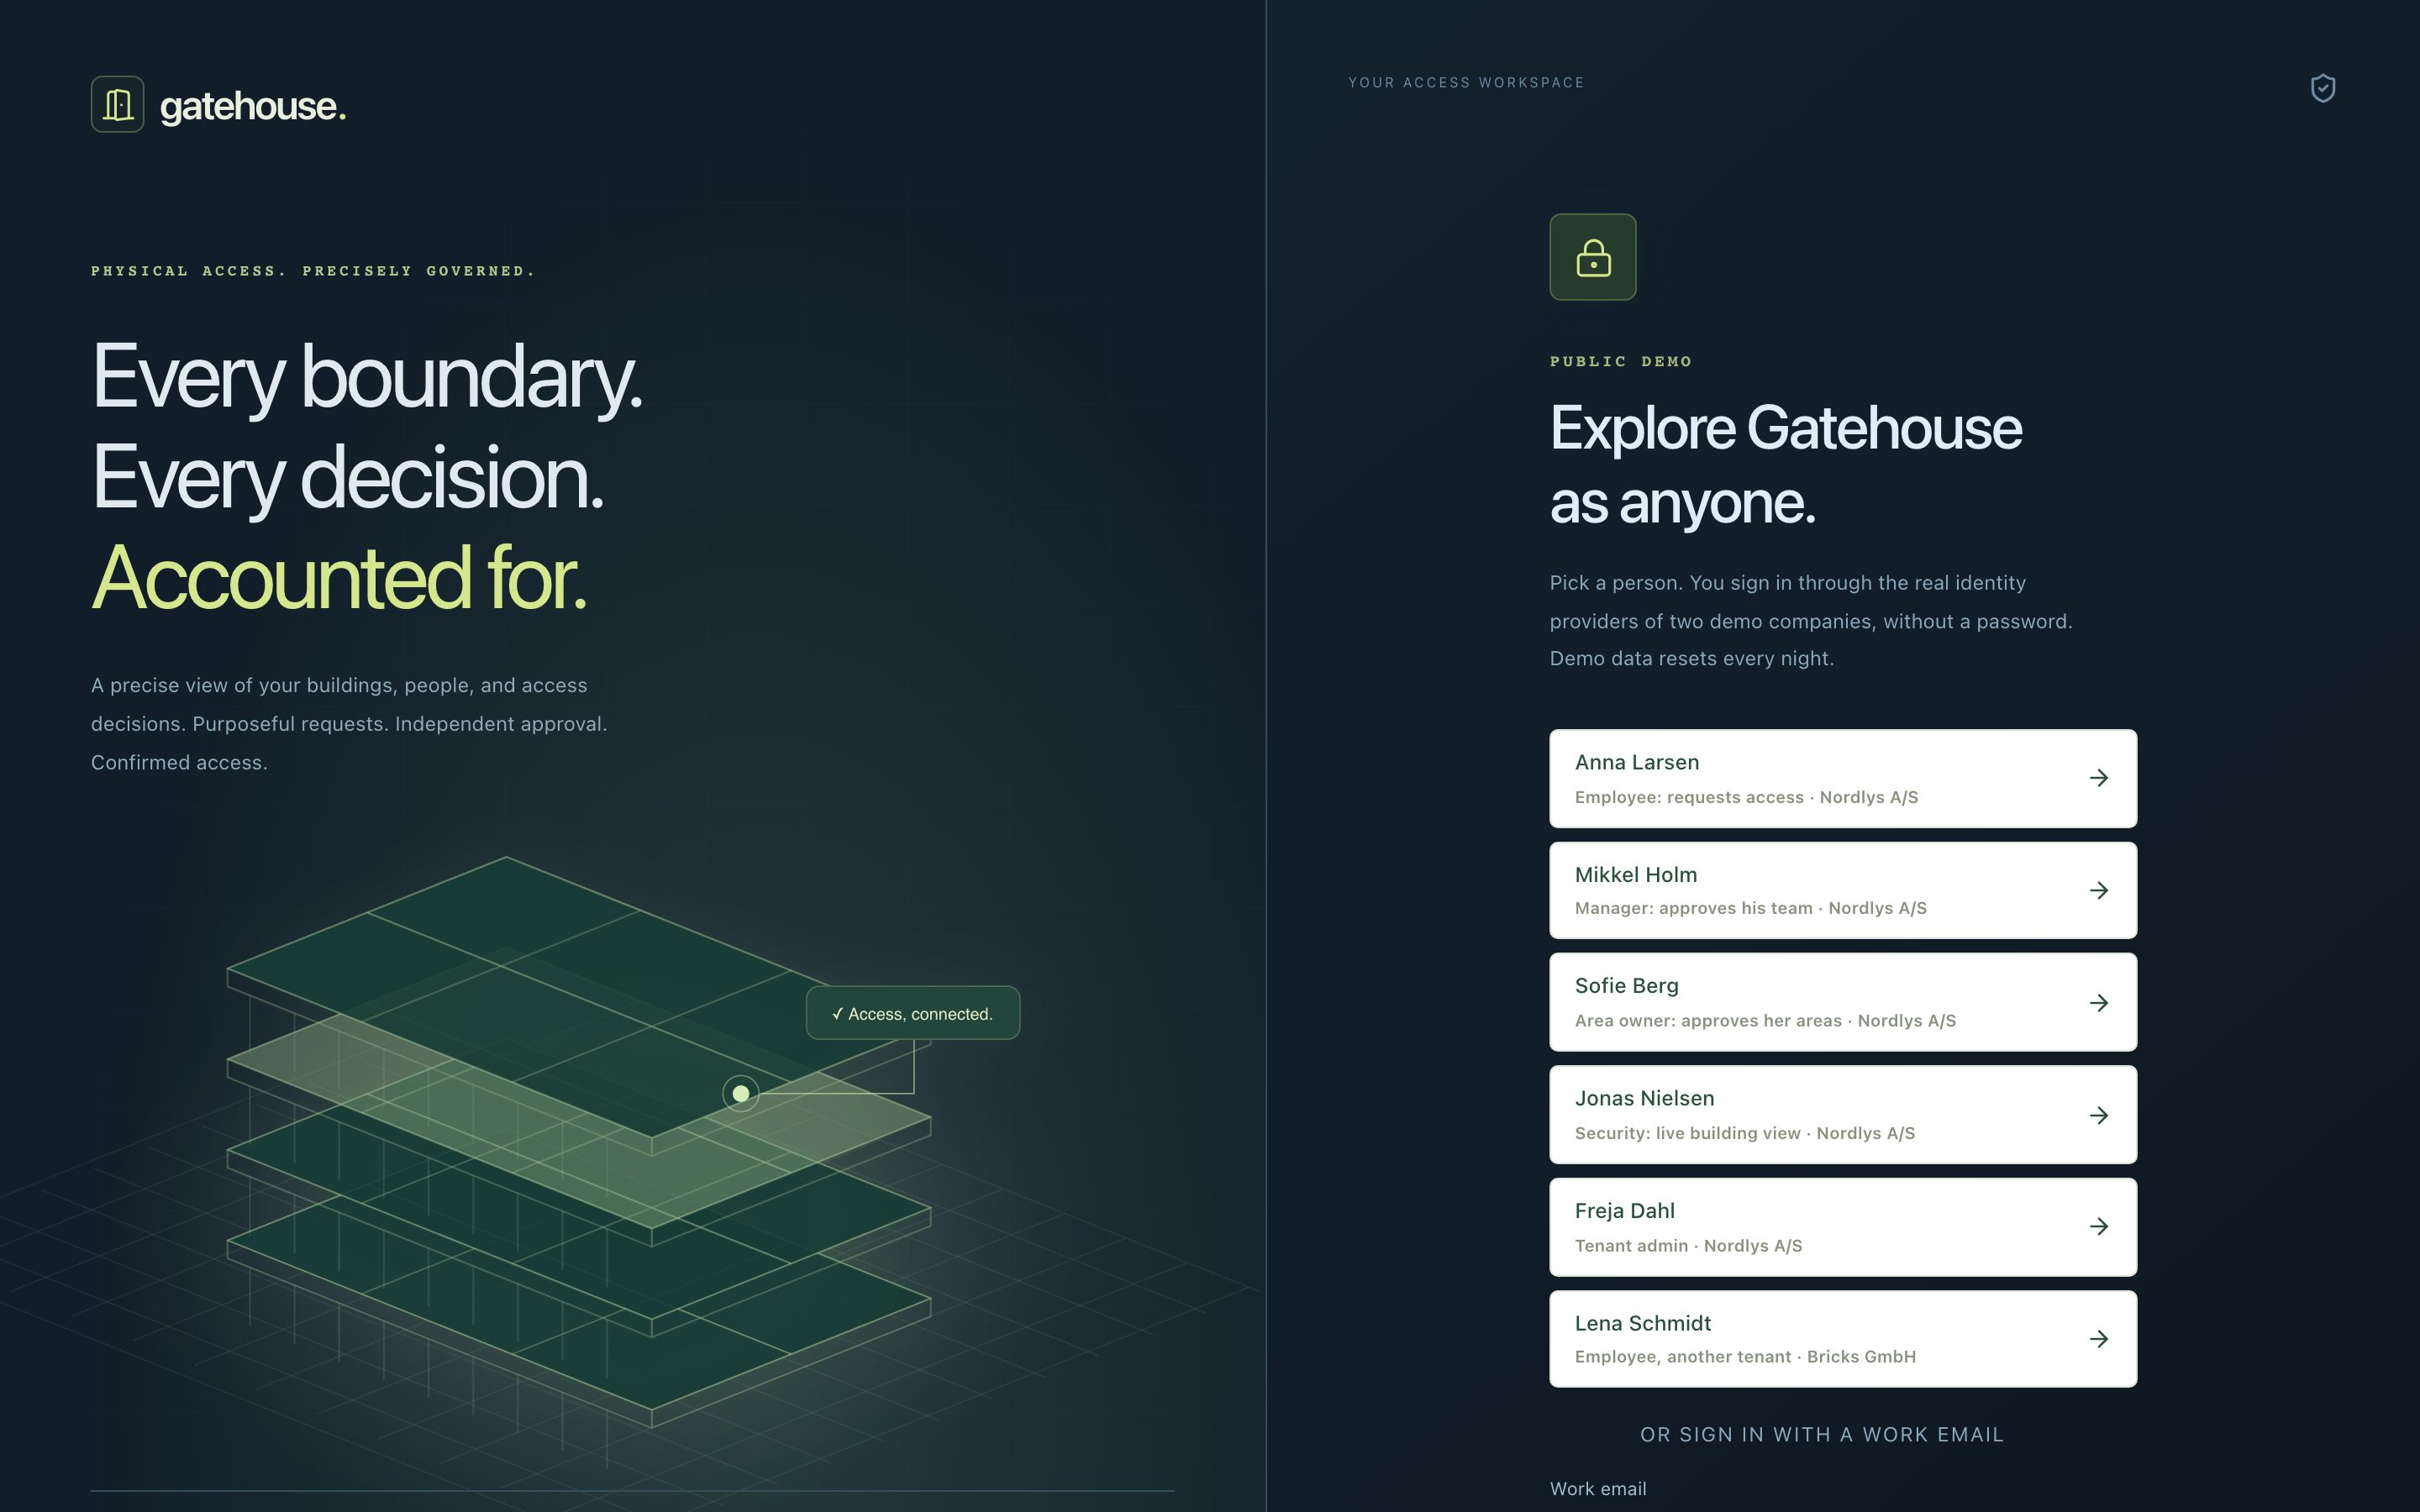 gatehouse.
PHYSICAL ACCESS. PRECISELY GOVERNED.
Every boundary.
Every decision.
Accounted for.
A precise view of your buildings, people, and access
decisions. Purposeful requests. Independent approval.
Confirmed access.
✓ Access, connected.
YOUR ACCESS WORKSPACE
PUBLIC DEMO
Explore Gatehouse
as anyone.
Pick a person. You sign in through the real identity
providers of two demo companies, without a password.
Demo data resets every night.
Anna Larsen
Employee: requests access · Nordlys A/S
Mikkel Holm
Manager: approves his team · Nordlys A/S
Sofie Berg
Area owner: approves her areas · Nordlys A/S
Jonas Nielsen
Security: live building view · Nordlys A/S
Freja Dahl
Tenant admin · Nordlys A/S
Lena Schmidt
Employee, another tenant · Bricks GmbH
OR SIGN IN WITH A WORK EMAIL
Work email